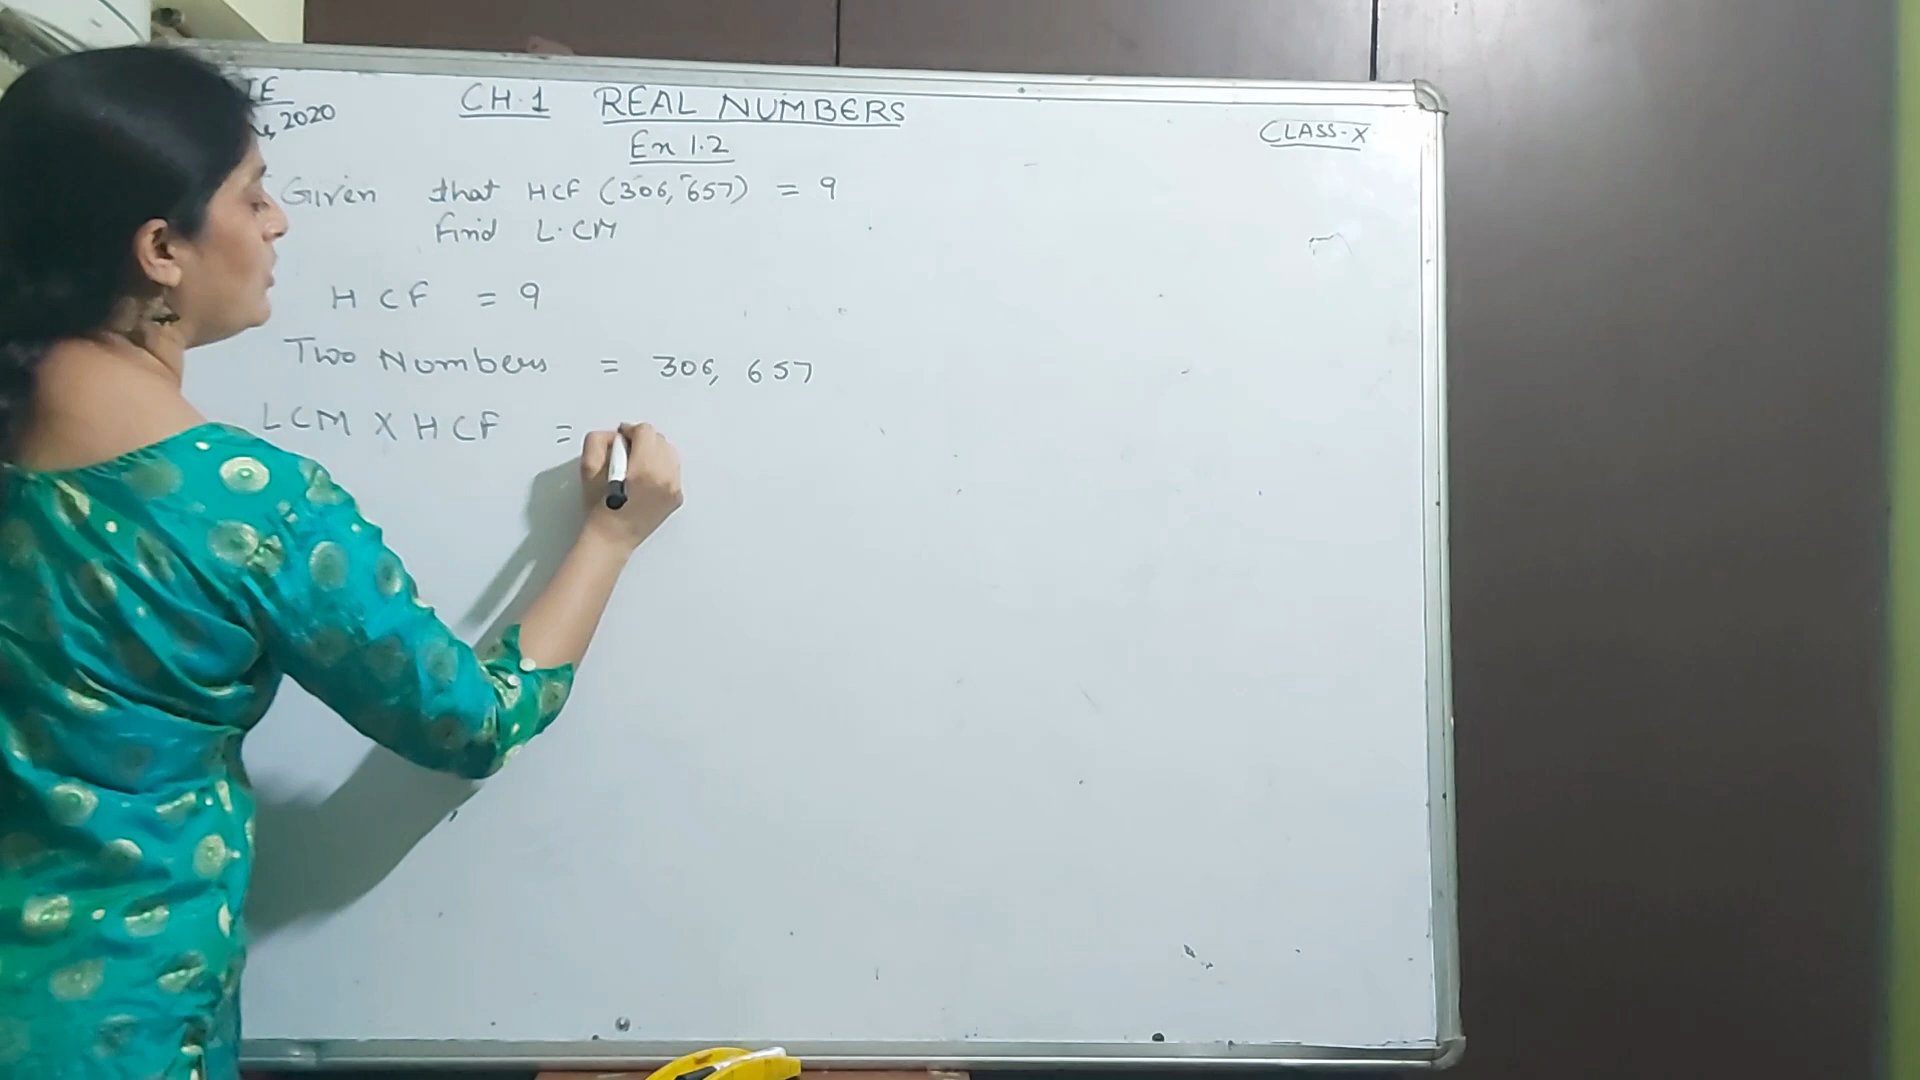 CH.1 REAL NUMBERS
2020
CLASS-X
Ex 1.2
Given that HCF (306, 657) = 9
find L.CM
HCF = 9
Two Numbers = 306, 657
LCM X HCF =